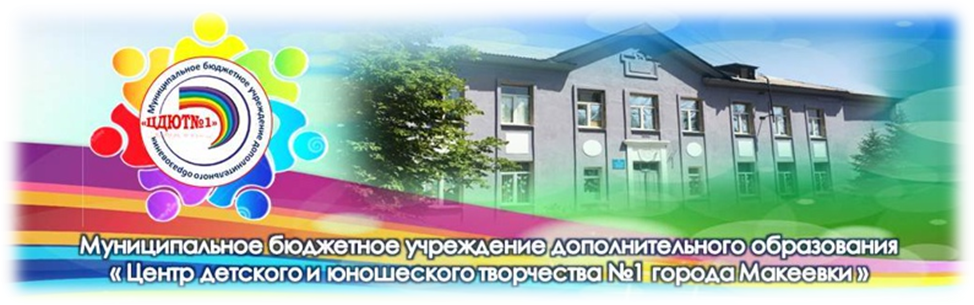 Муниципальное бюджетное учреждение дополнительного образования
«ЦДЮТ№1»
Муниципальное бюджетное учреждение дополнительного образования
« Центр детского и юношеского творчества №1 города Макеевки »